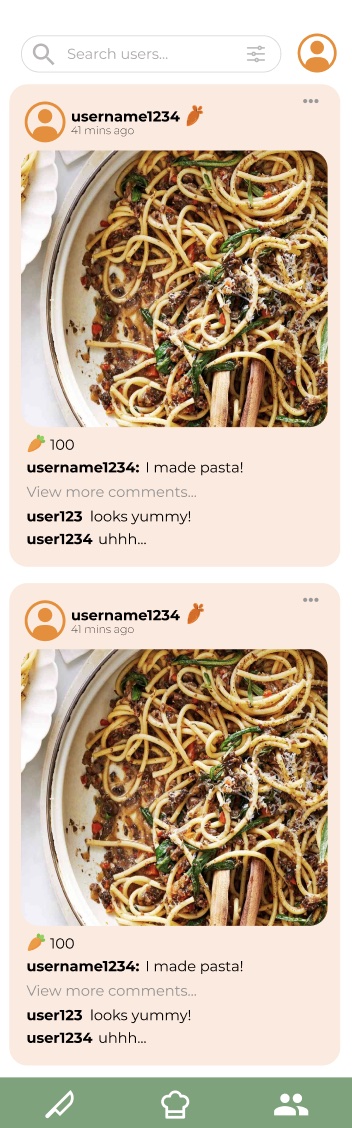 Search users...
username1234
41 mins ago
100
username1234: I made pasta!
View more comments...
user123 looks yummy!
user1234 uhhh...
username1234
41 mins ago
100
username1234: I made pasta!
View more comments...
user123 looks yummy!
user1234 uhhh...